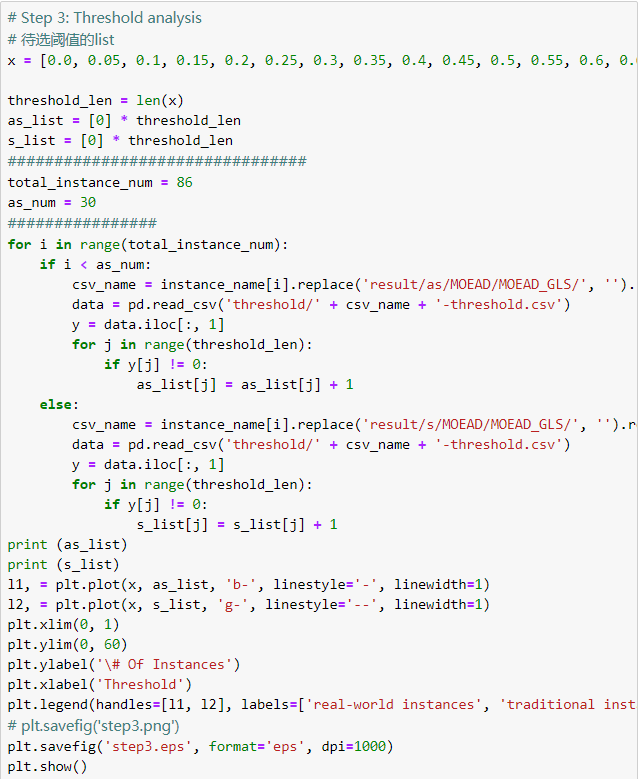 # Step 3: Threshold analysis
# 待选阈值的list
x = [0.0, 0.05, 0.1, 0.15, 0.2, 0.25, 0.3, 0.35, 0.4, 0.45, 0.5, 0.55, 0.6, 0.
threshold_len = len(x)
as_list = [0] * threshold_len
s_list = [0] * threshold_len
################################
total_instance_num = 86
as_num = 30
################
for i in range(total_instance_num):
    if i < as_num:
        csv_name = instance_name[i].replace('result/as/MOEAD/MOEAD_GLS/', '').
        data = pd.read_csv('threshold/' + csv_name + '-threshold.csv')
        y = data.iloc[:, 1]
        for j in range(threshold_len):
            if y[j] != 0:
                as_list[j] = as_list[j] + 1
    else:
        csv_name = instance_name[i].replace('result/s/MOEAD/MOEAD_GLS/', '').r
        data = pd.read_csv('threshold/' + csv_name + '-threshold.csv')
        y = data.iloc[:, 1]
        for j in range(threshold_len):
            if y[j] != 0:
                s_list[j] = s_list[j] + 1
print (as_list)
print (s_list)
l1, = plt.plot(x, as_list, 'b-', linestyle='-', linewidth=1)
l2, = plt.plot(x, s_list, 'g-', linestyle='--', linewidth=1)
plt.xlim(0, 1)
plt.ylim(0, 60)
plt.ylabel('\# Of Instances')
plt.xlabel('Threshold')
plt.legend(handles=[l1, l2], labels=['real-world instances', 'traditional inst
# plt.savefig('step3.png')
plt.savefig('step3.eps', format='eps', dpi=1000)
plt.show()